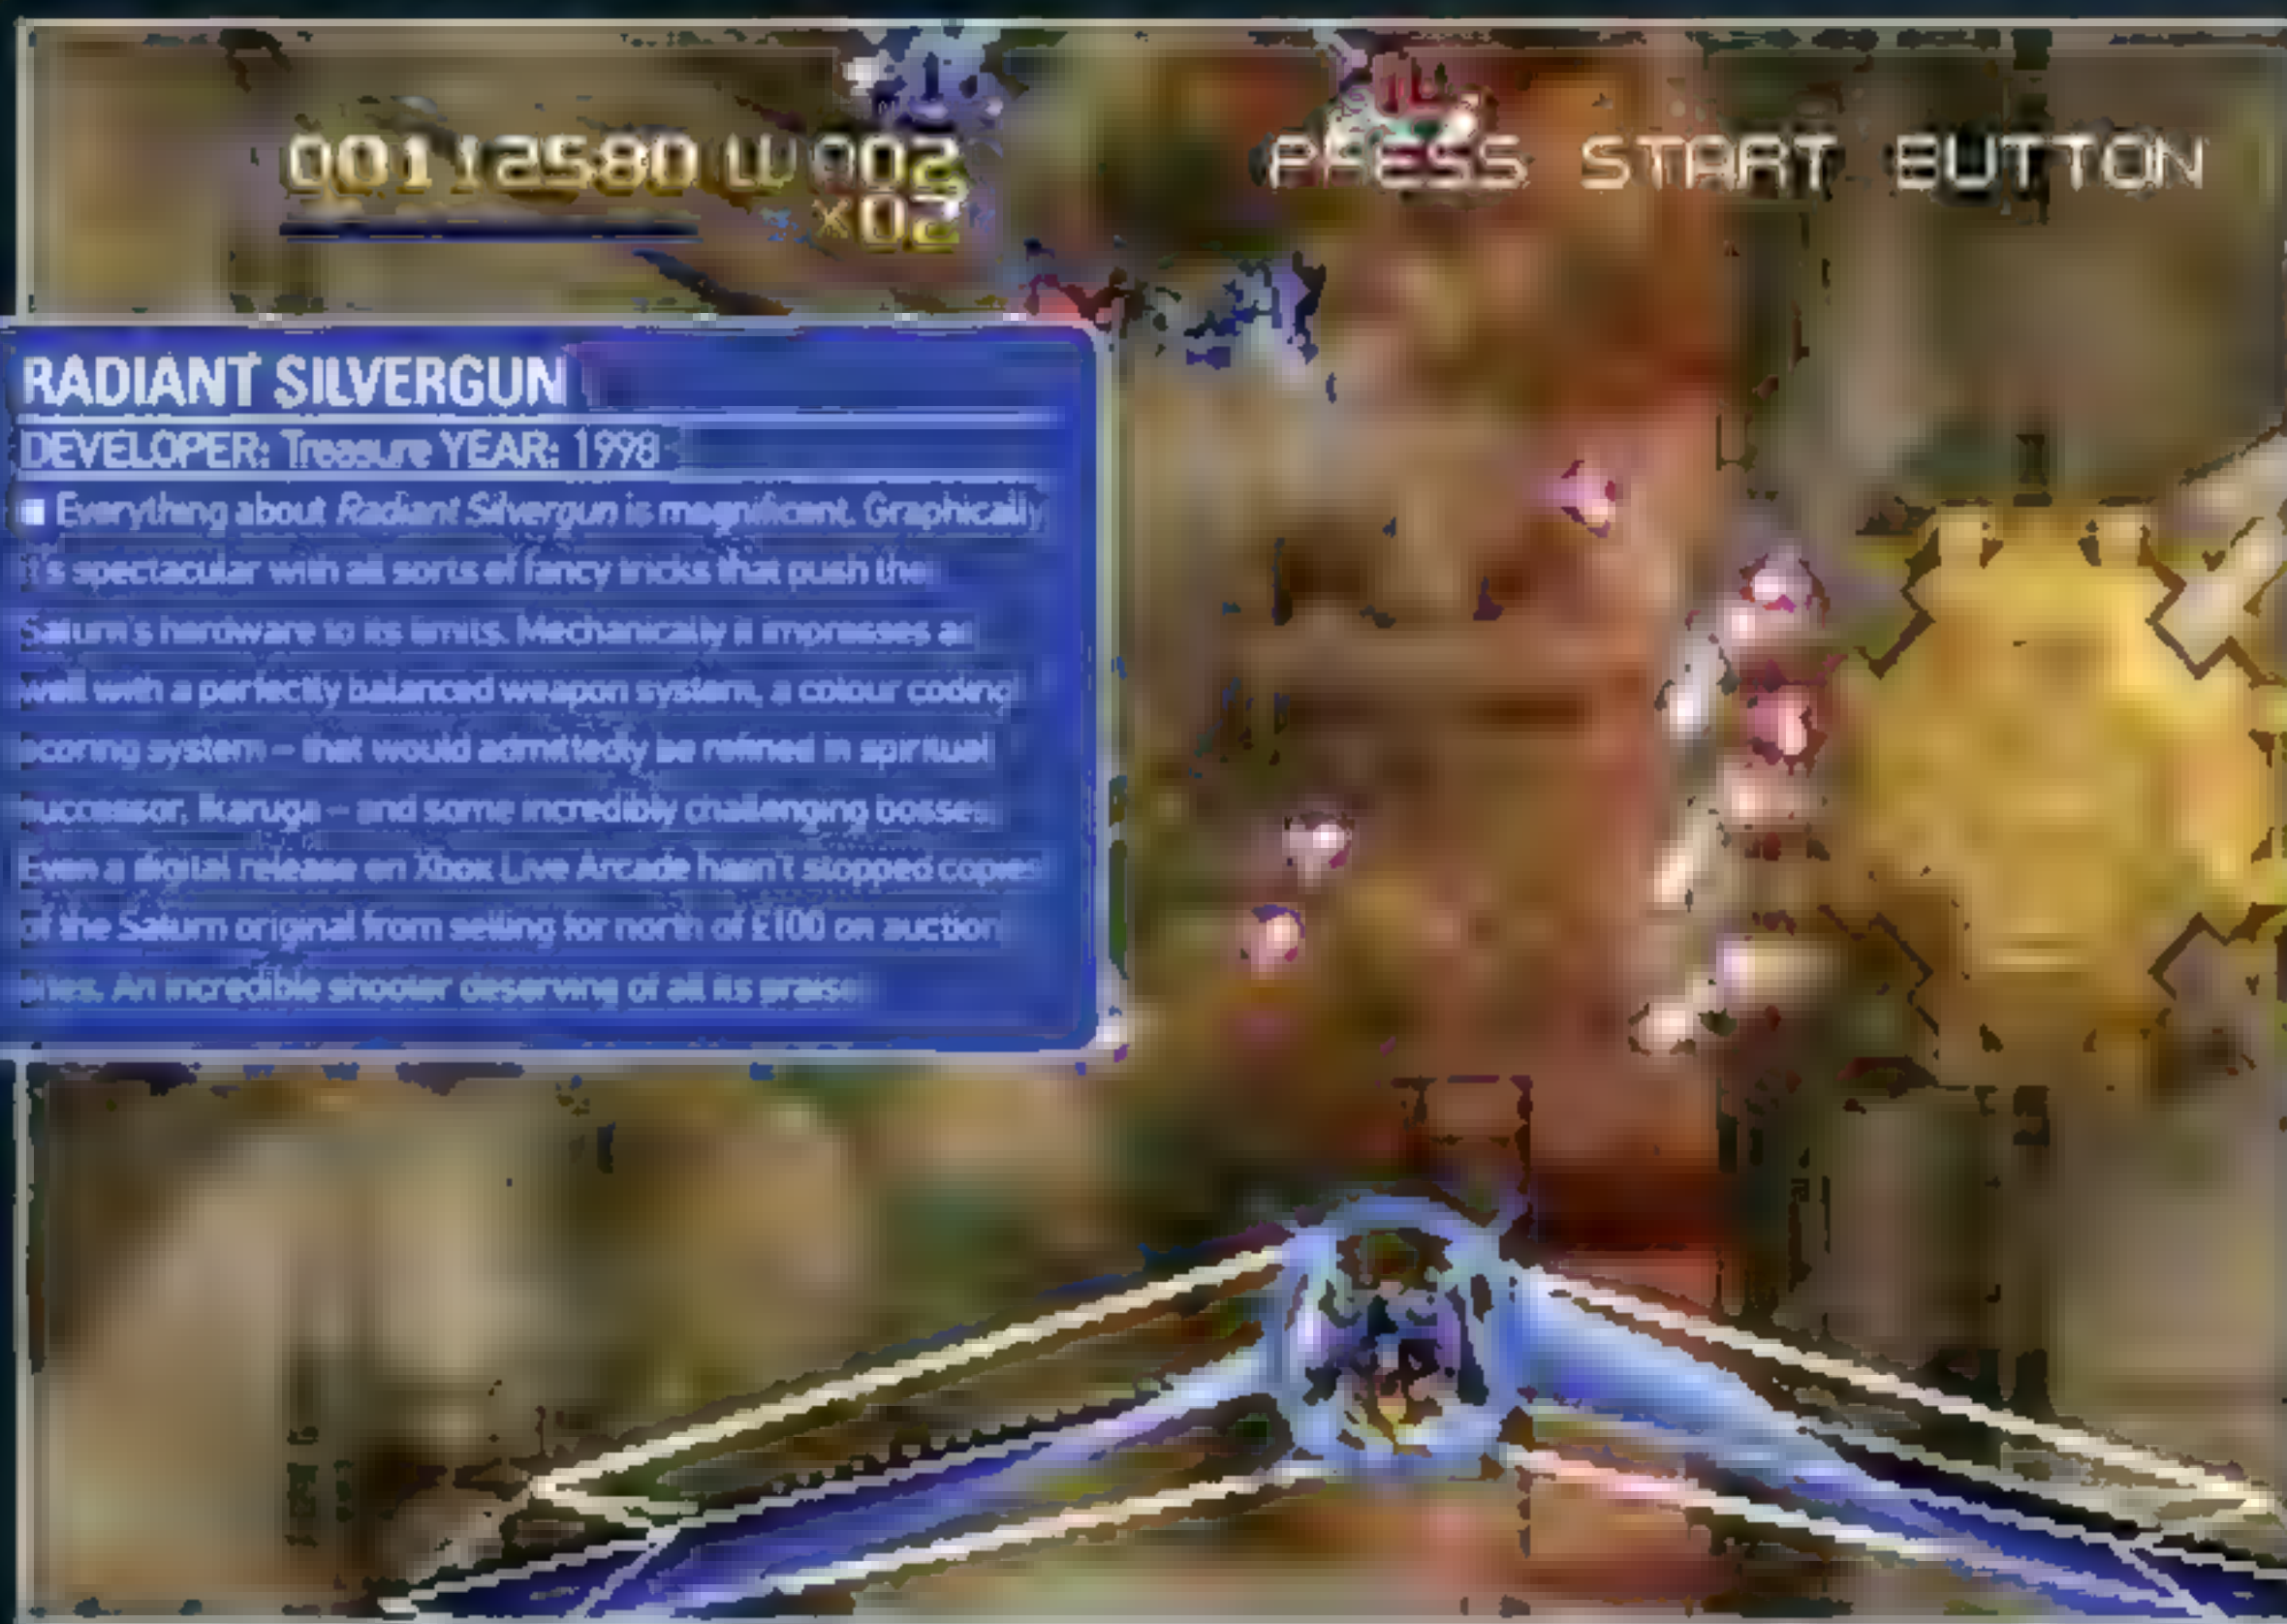 00112580 W A02
×02
PRESS START BUTTON
RADIANT SILVERGUN
DEVELOPER: Treasure YEAR: 1998
■ Everything about Radiant Silvergun is magnificent. Graphically
it's spectacular with all sorts of fancy tricks that push the
Saturn's hardware to its limits. Mechanically it impresses as
well with a perfectly balanced weapon system, a colour coding
scoring system – that would admittedly be refined in spiritual
successor, Ikaruga – and some incredibly challenging bosses.
Even a digital release on Xbox Live Arcade hasn't stopped copies
of the Saturn original from selling for north of £100 on auction
sites. An incredible shooter deserving of all its praise